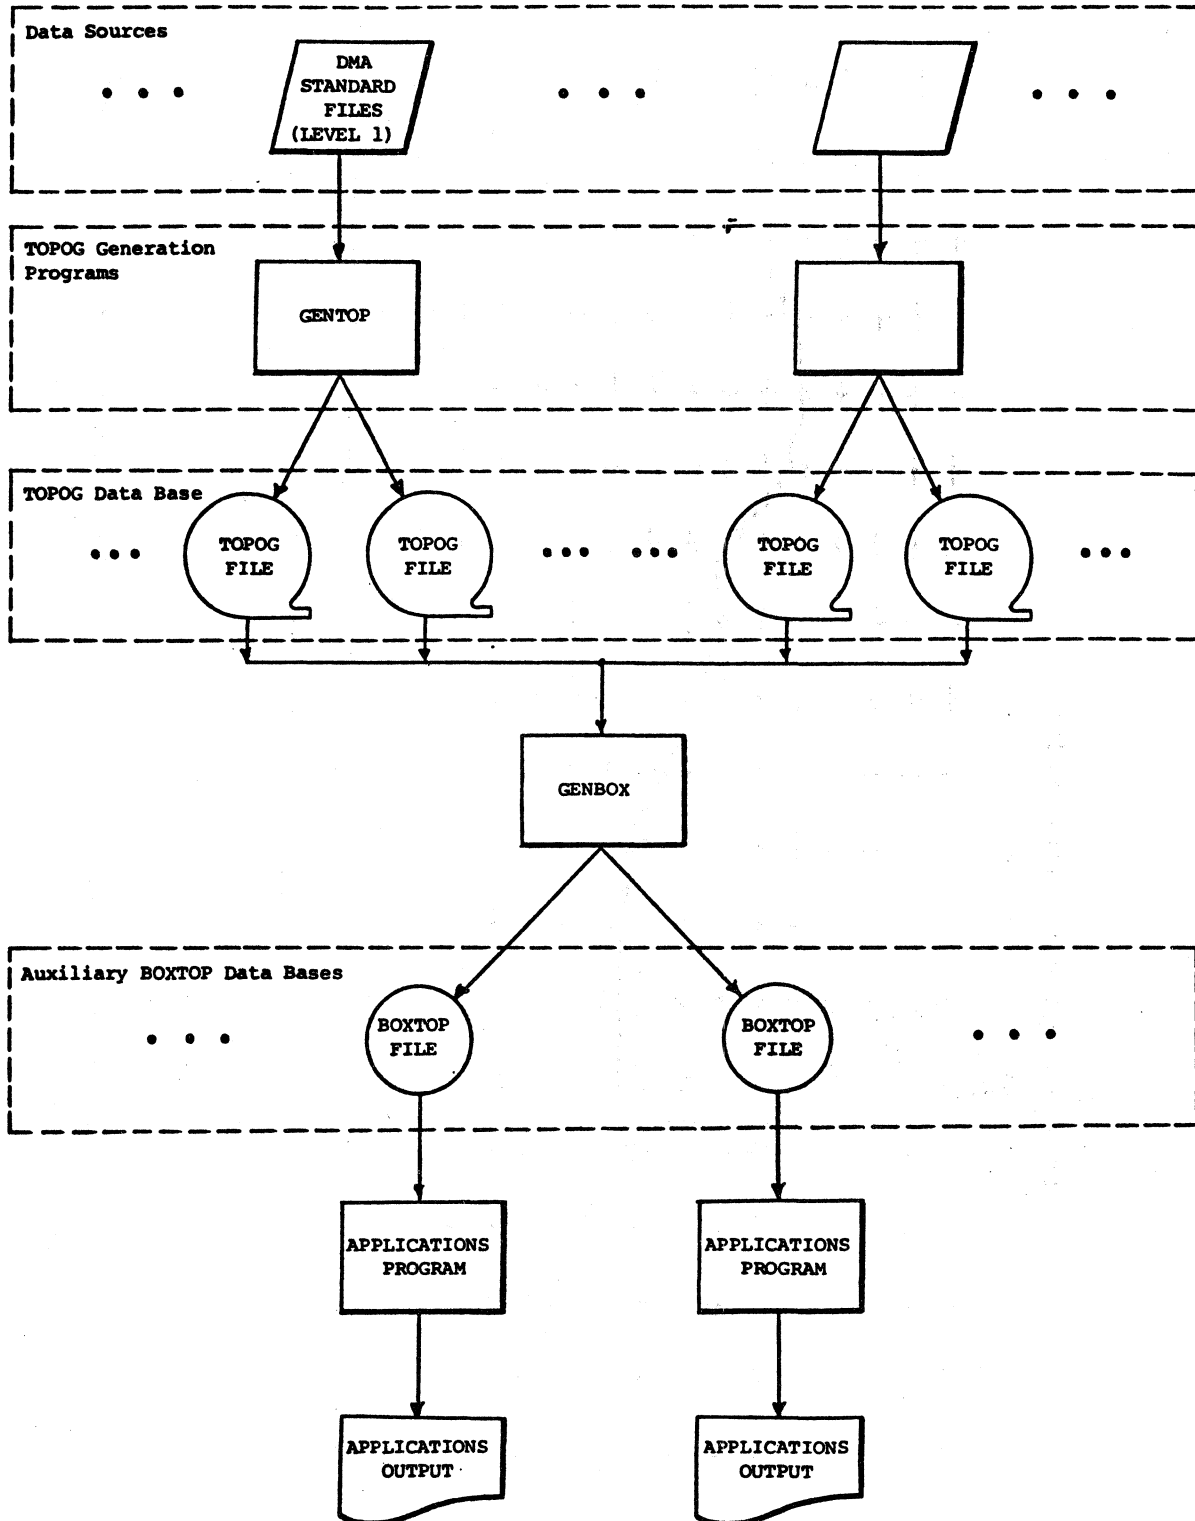 Data Sources
DMA
STANDARD
FILES
(LEVEL 1)
TOPOG Generation
Programs
GENTOP
TOPOG Data Base
TOPOG
FILE
TOPOG
FILE
TOPOG
FILE
TOPOG
FILE
GENBOX
Auxiliary BOXTOP Data Bases
BOXTOP
FILE
BOXTOP
FILE
APPLICATIONS
PROGRAM
APPLICATIONS
PROGRAM
APPLICATIONS
OUTPUT
APPLICATIONS
OUTPUT